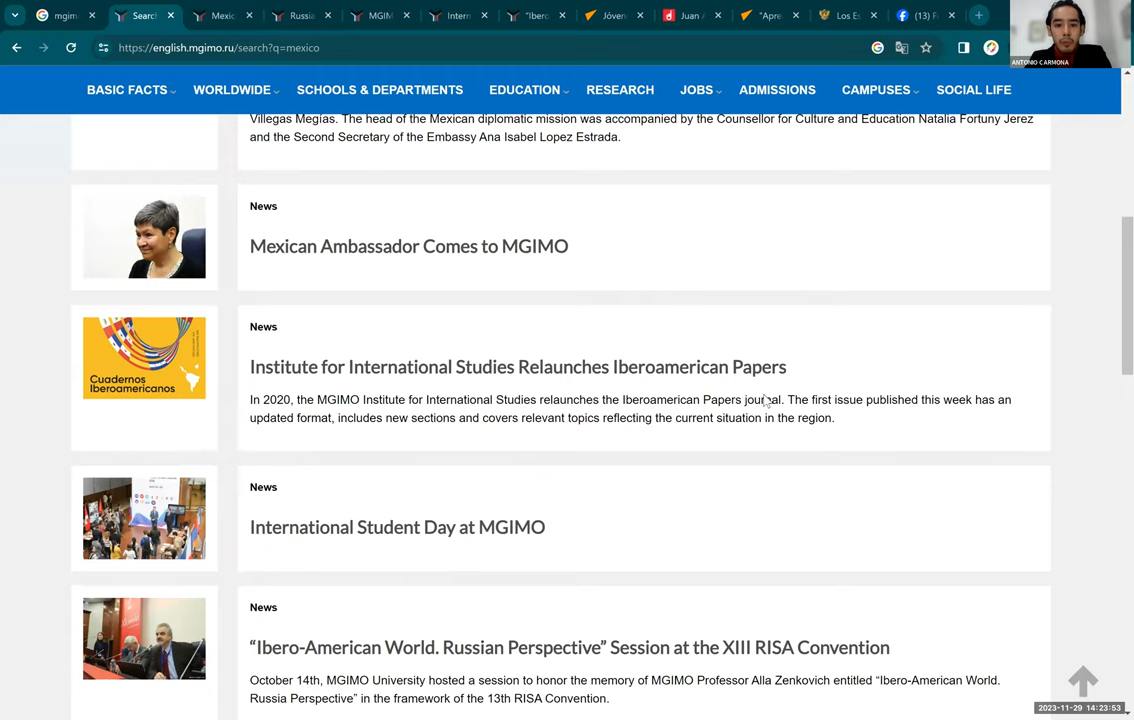 mgim
Searc
Mexic
Russia
MGIM
Intern
"Ibero
Jóven
Juan A
"Apre
Los Es
(13) F
https://english.mgimo.ru/search?q=mexico
ANTONIO CARMONA
BASIC FACTS
WORLDWIDE
SCHOOLS & DEPARTMENTS
EDUCATION
RESEARCH
JOBS
ADMISSIONS
CAMPUSES
SOCIAL LIFE
Villegas Megías. The head of the Mexican diplomatic mission was accompanied by the Counsellor for Culture and Education Natalia Fortuny Jerez
and the Second Secretary of the Embassy Ana Isabel Lopez Estrada.
News
Mexican Ambassador Comes to MGIMO
Cuadernos
Iberoamericanos
News
Institute for International Studies Relaunches Iberoamerican Papers
In 2020, the MGIMO Institute for International Studies relaunches the Iberoamerican Papers journal. The first issue published this week has an
updated format, includes new sections and covers relevant topics reflecting the current situation in the region.
News
International Student Day at MGIMO
News
“Ibero-American World. Russian Perspective” Session at the XIII RISA Convention
October 14th, MGIMO University hosted a session to honor the memory of MGIMO Professor Alla Zenkovich entitled “Ibero-American World.
Russia Perspective” in the framework of the 13th RISA Convention.
2023-11-29 14:23:53